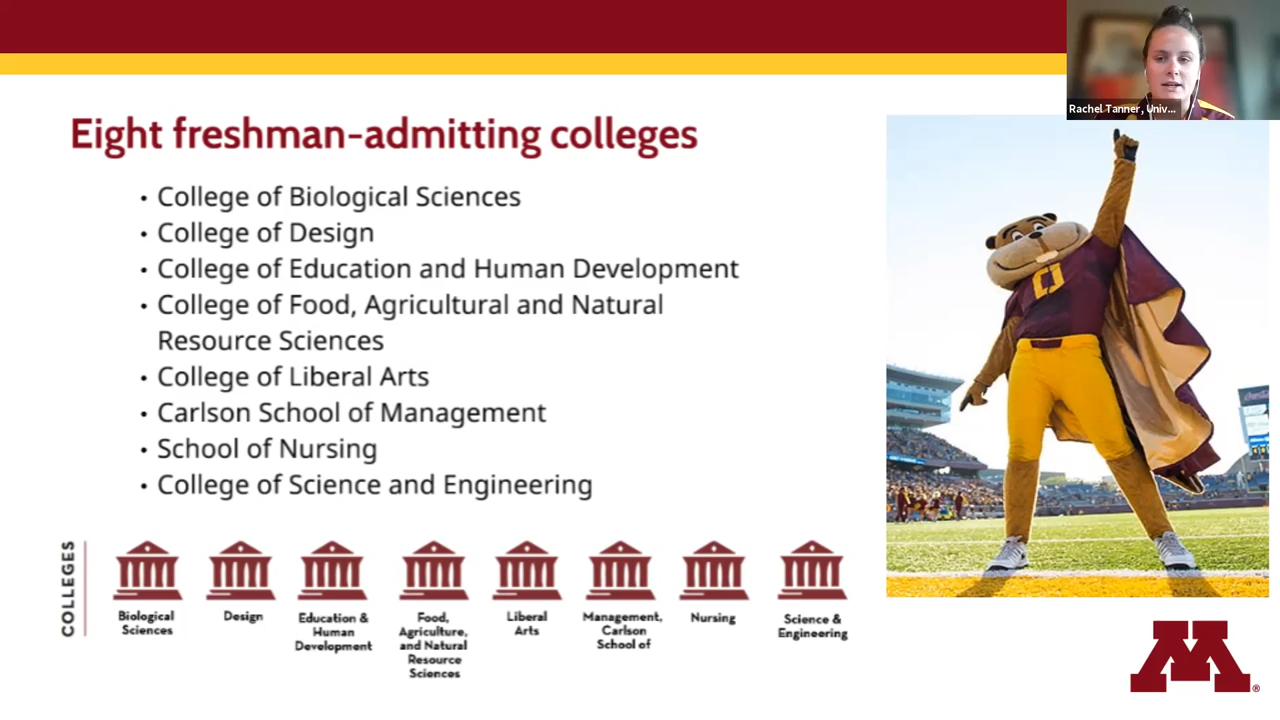 Rachel Tanner, Univ...
Eight freshman-admitting colleges
• College of Biological Sciences
• College of Design
• College of Education and Human Development
• College of Food, Agricultural and Natural
Resource Sciences
• College of Liberal Arts
• Carlson School of Management
• School of Nursing
• College of Science and Engineering
COLLEGES
Biological
Sciences
Design
Education &
Human
Development
Food,
Agriculture,
and Natural
Resource
Sciences
Liberal
Arts
Management,
Carlson
School of
Nursing
Science &
Engineering
M®